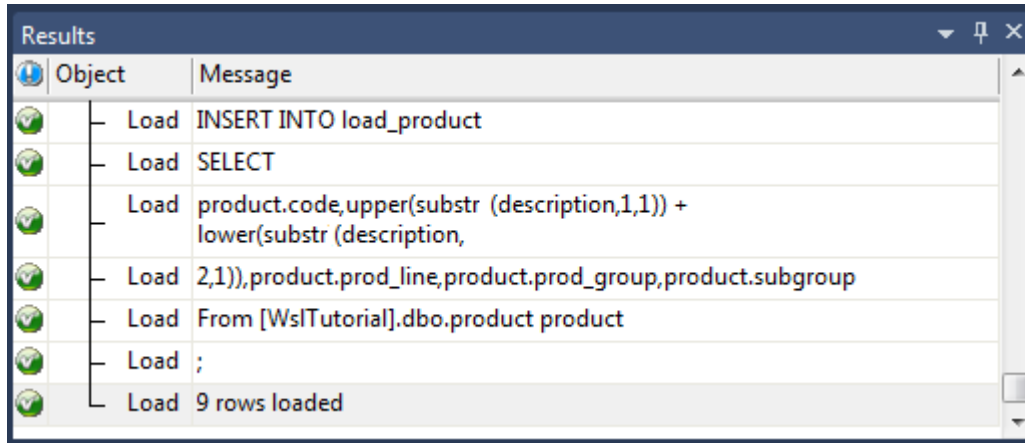 Results
Object Message
Load INSERT INTO load_product
Load SELECT
Load product.code,upper(substr (description,1,1)) +
lower(substr (description,
Load 2,1)),product.prod_line,product.prod_group,product.subgroup
Load From [WslTutorial].dbo.product product
Load ;
Load 9 rows loaded